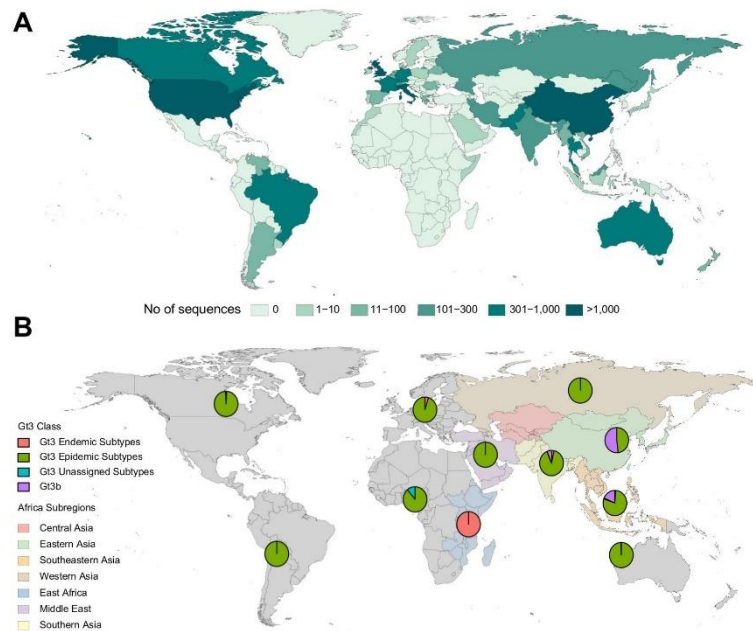 A
No of sequences 0 1–10 11–100 101–300 301–1,000 >1,000
B
Gt3 Class
Gt3 Endemic Subtypes
Gt3 Epidemic Subtypes
Gt3 Unassigned Subtypes
Gt3b
Africa Subregions
Central Asia
Eastern Asia
Southeastern Asia
Western Asia
East Africa
Middle East
Southern Asia